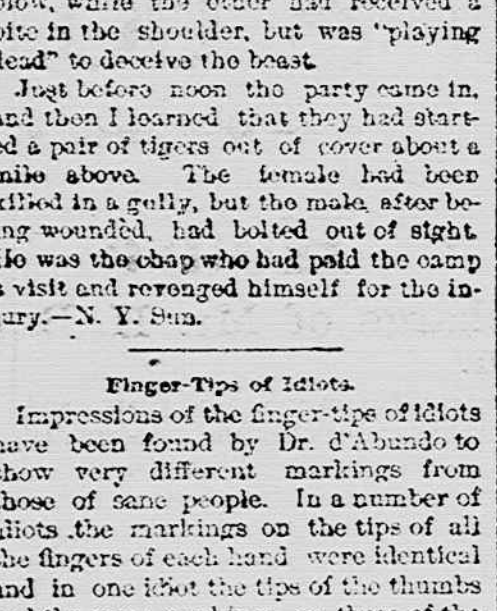 blow, while the other had received a
bite in the shoulder, but was "playing
dead" to deceive the beast.
Just before noon the party came in,
and then I learned that they had start-
ed a pair of tigers out of cover about a
mile above. The female had been
killed in a gully, but the male, after be-
ing wounded, had bolted out of sight.
He was the chap who had paid the camp
a visit and revenged himself for the in-
jury.—N. Y. Sun.
Finger-Tips of Idiots.
Impressions of the finger-tips of idiots
have been found by Dr. d'Abundo to
show very different markings from
those of sane people. In a number of
idiots the markings on the tips of all
the fingers of each hand were identical
and in one idiot the tips of the thumbs